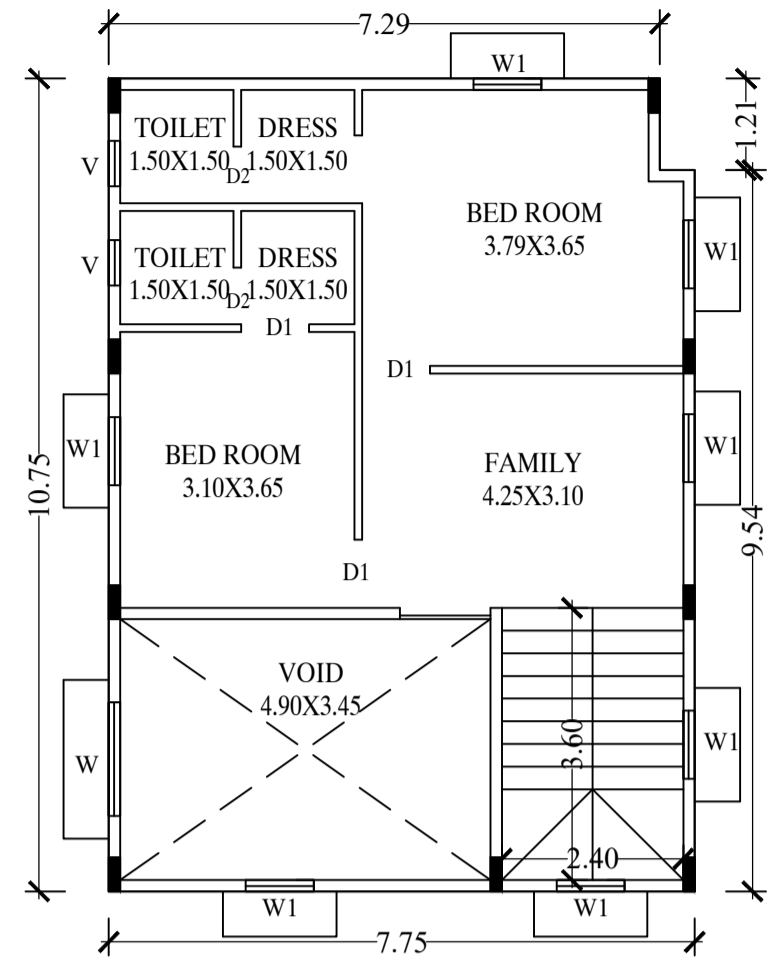 7.29
W1
1.21
TOILET
1.50X1.50
DRESS
1.50X1.50
V
D2
BED ROOM
3.79X3.65
W1
TOILET
1.50X1.50
DRESS
1.50X1.50
V
D2
D1
D1
W1
BED ROOM
3.10X3.65
FAMILY
4.25X3.10
W1
10.75
9.54
D1
VOID
4.90X3.45
W
3.60
W1
2.40
W1
W1
7.75